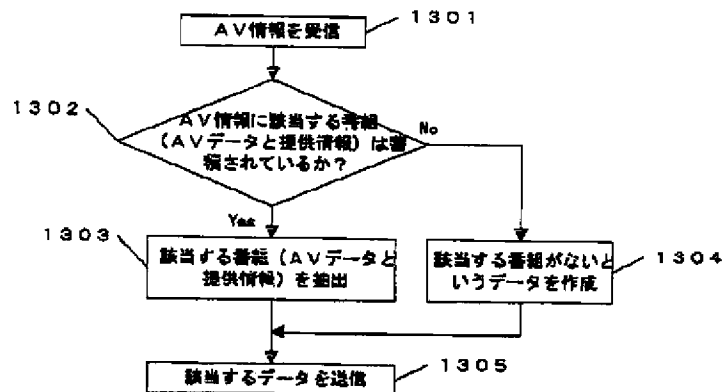 AV情報を受信
1301
1302
AV情報に該当する番組
(AVデータと提供情報)は蓄
積されているか?
No
Yes
1303
該当する番組(AVデータと
提供情報)を抽出
該当する番組がないと
いうデータを作成
1304
該当するデータを送信
1305